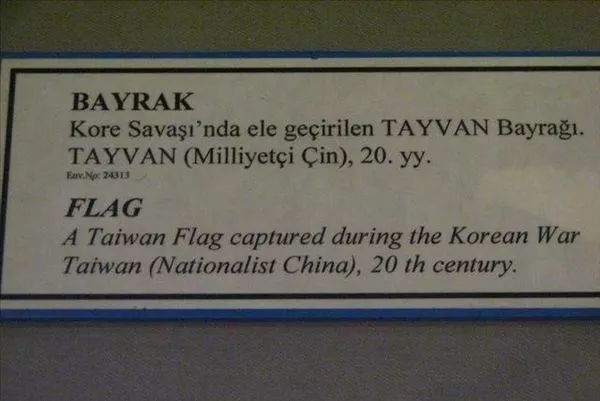 BAYRAK
Kore Savaşı'nda ele geçirilen TAYVAN Bayrağı.
TAYVAN (Milliyetçi Çin), 20. yy.
Env.No: 24313
FLAG
A Taiwan Flag captured during the Korean War
Taiwan (Nationalist China), 20 th century.